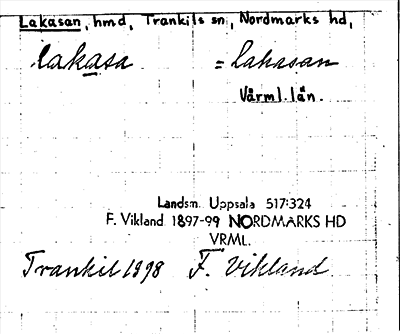 Lakasan, hmd, Trankils sn, Nordmarks hd,
lakasa = Lakasan
Värml. län.
Landsm. Uppsala 517:324
F. Vikland 1897-99 NORDMARKS HD
VRML.
Trankil 1898 F. Vikland